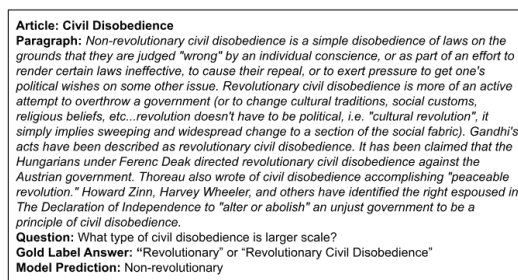 Article: Civil Disobedience
Paragraph: Non-revolutionary civil disobedience is a simple disobedience of laws on the
grounds that they are judged "wrong" by an individual conscience, or as part of an effort to
render certain laws ineffective, to cause their repeal, or to exert pressure to get one's
political wishes on some other issue. Revolutionary civil disobedience is more of an active
attempt to overthrow a government (or to change cultural traditions, social customs,
religious beliefs, etc...revolution doesn't have to be political, i.e. "cultural revolution", it
simply implies sweeping and widespread change to a section of the social fabric). Gandhi's
acts have been described as revolutionary civil disobedience. It has been claimed that the
Hungarians under Ferenc Deak directed revolutionary civil disobedience against the
Austrian government. Thoreau also wrote of civil disobedience accomplishing "peaceable
revolution." Howard Zinn, Harvey Wheeler, and others have identified the right espoused in
The Declaration of Independence to "alter or abolish" an unjust government to be a
principle of civil disobedience.
Question: What type of civil disobedience is larger scale?
Gold Label Answer: “Revolutionary” or “Revolutionary Civil Disobedience”
Model Prediction: Non-revolutionary